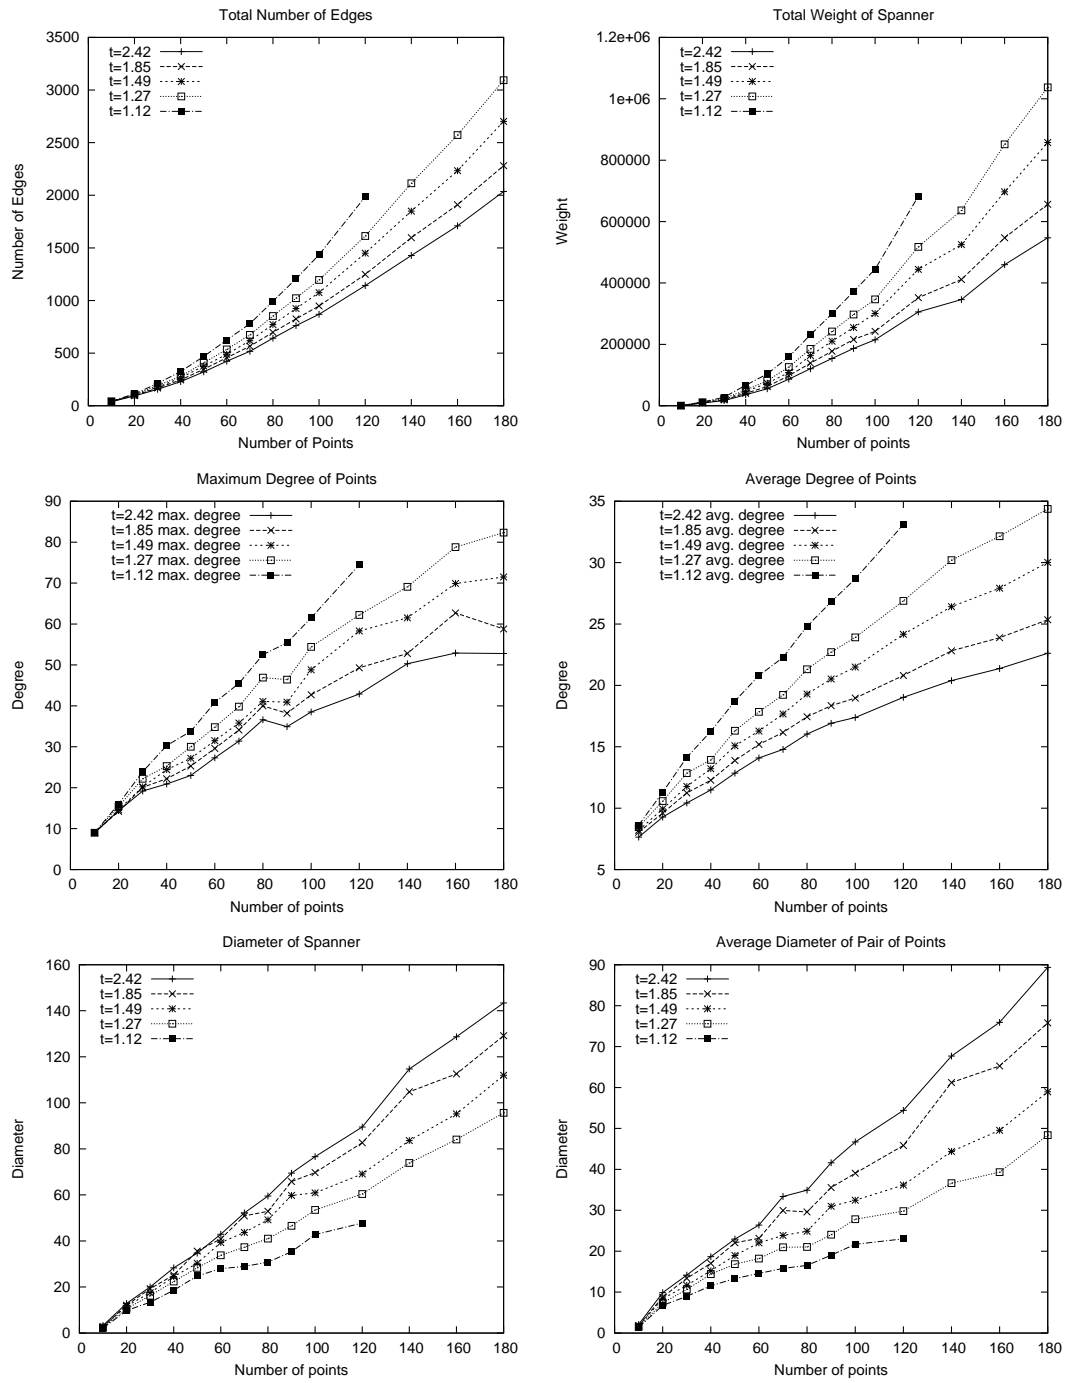 Total Number of Edges
3500
3000
2500
2000
1500
1000
500
0
0 20 40 60 80 100 120 140 160 180
Number of Edges
Number of Points
t=2.42
t=1.85
t=1.49
t=1.27
t=1.12
Total Weight of Spanner
1.2e+06
1e+06
800000
600000
400000
200000
0
0 20 40 60 80 100 120 140 160 180
Weight
Number of points
t=2.42
t=1.85
t=1.49
t=1.27
t=1.12
Maximum Degree of Points
90
80
70
60
50
40
30
20
10
0
0 20 40 60 80 100 120 140 160 180
Degree
Number of points
t=2.42 max. degree
t=1.85 max. degree
t=1.49 max. degree
t=1.27 max. degree
t=1.12 max. degree
Average Degree of Points
35
30
25
20
15
10
5
0 20 40 60 80 100 120 140 160 180
Degree
Number of points
t=2.42 avg. degree
t=1.85 avg. degree
t=1.49 avg. degree
t=1.27 avg. degree
t=1.12 avg. degree
Diameter of Spanner
160
140
120
100
80
60
40
20
0
0 20 40 60 80 100 120 140 160 180
Diameter
Number of points
t=2.42
t=1.85
t=1.49
t=1.27
t=1.12
Average Diameter of Pair of Points
90
80
70
60
50
40
30
20
10
0
0 20 40 60 80 100 120 140 160 180
Diameter
Number of points
t=2.42
t=1.85
t=1.49
t=1.27
t=1.12